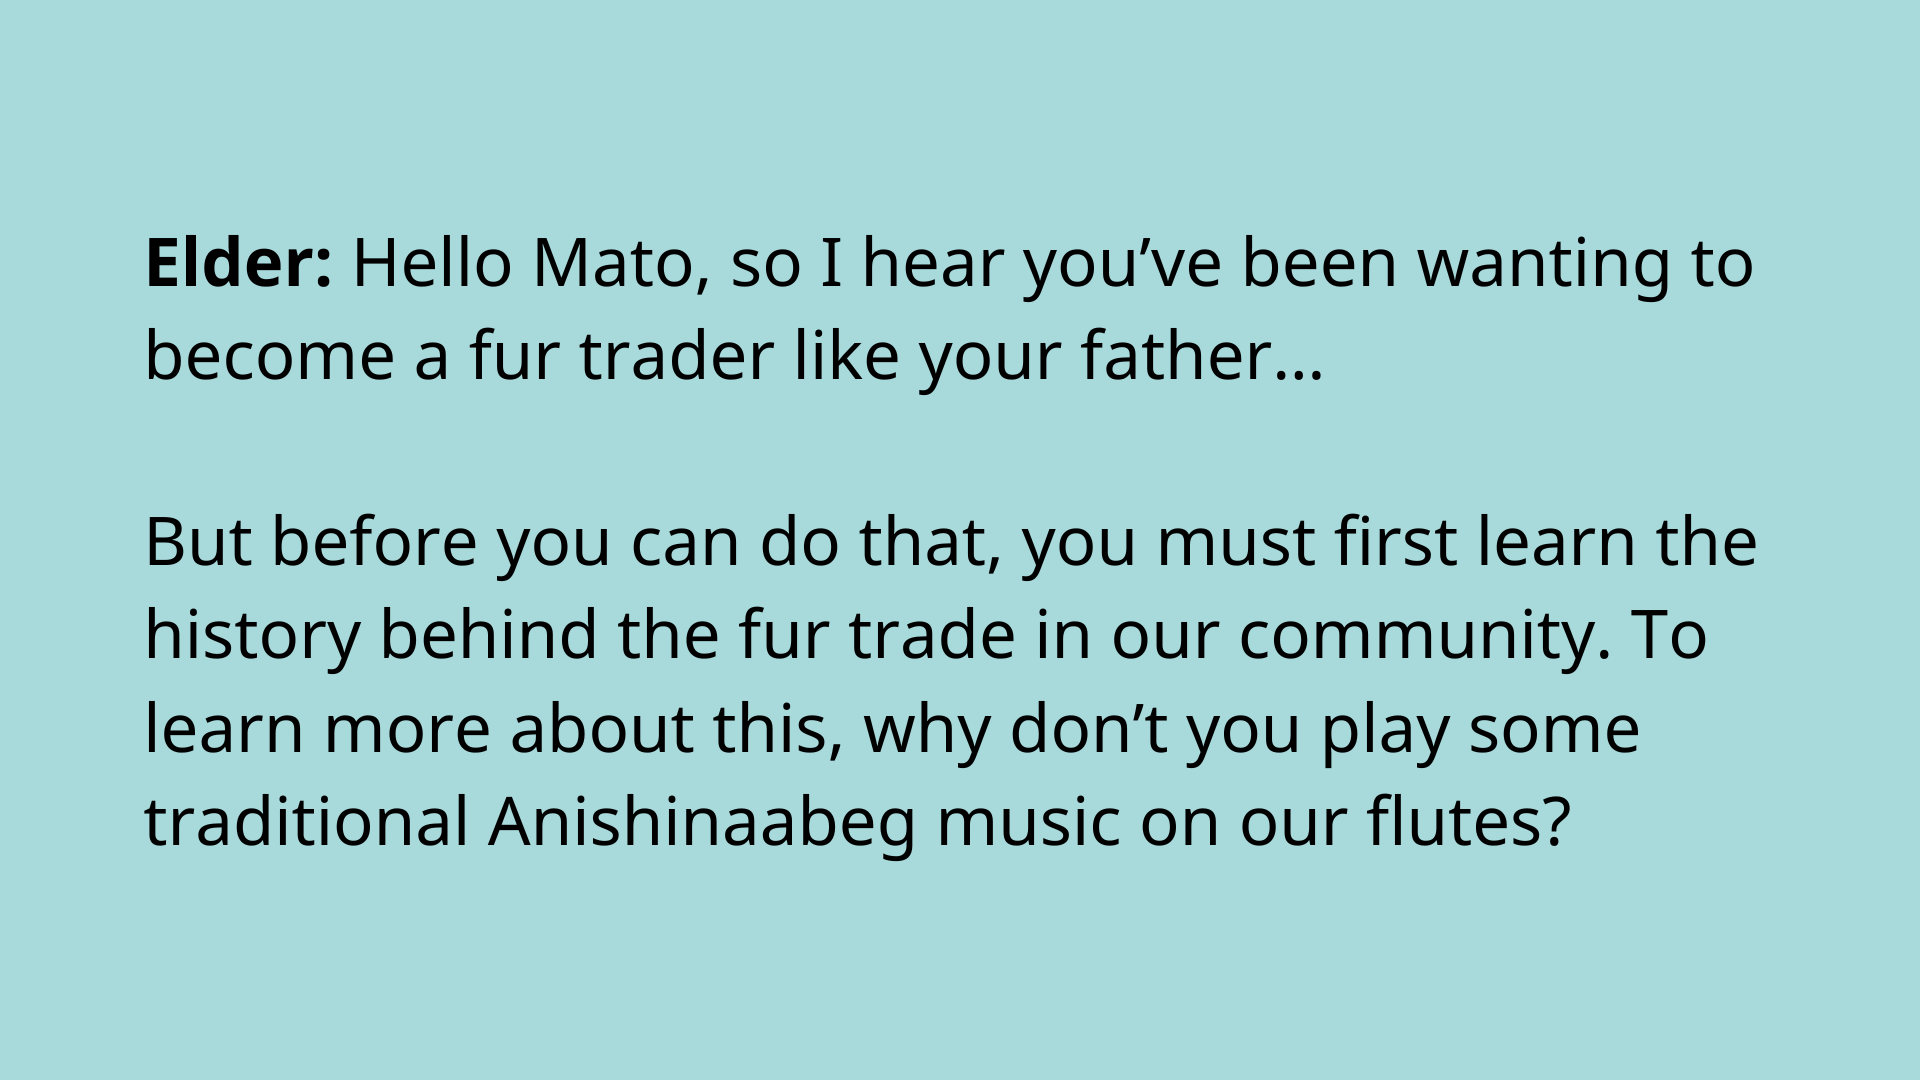 Elder: Hello Mato, so I hear you’ve been wanting to
become a fur trader like your father…
But before you can do that, you must first learn the
history behind the fur trade in our community. To
learn more about this, why don’t you play some
traditional Anishinaabeg music on our flutes?